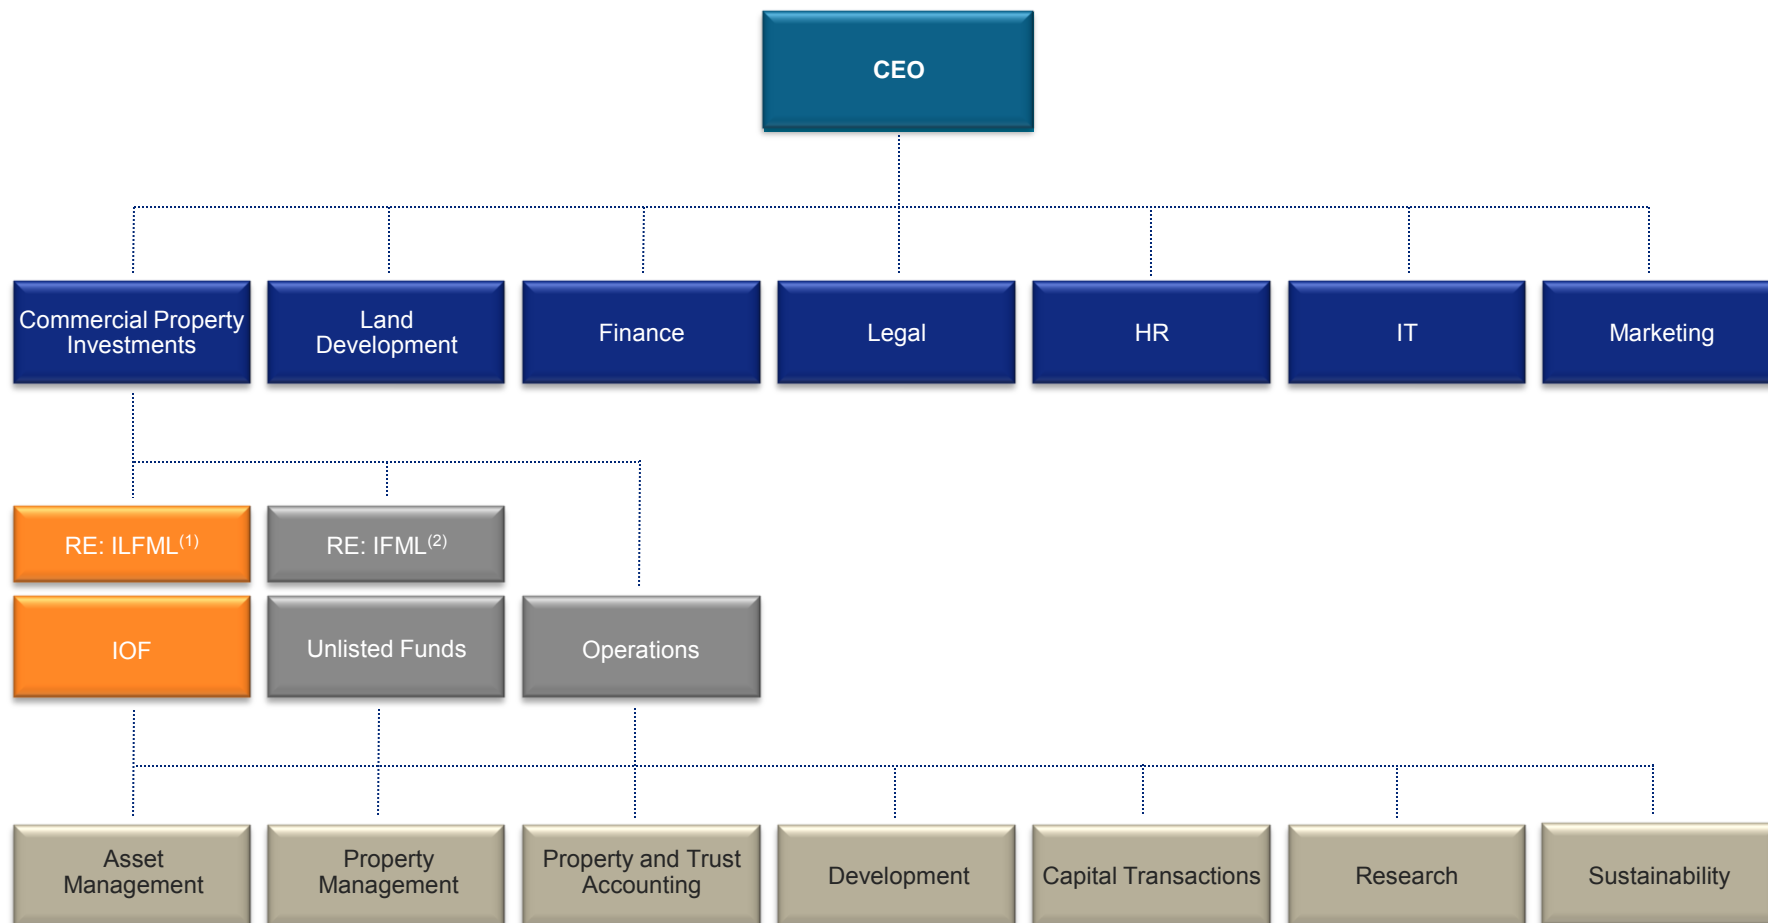 CEO
Commercial Property
Investments
Land
Development
Finance
Legal
HR
IT
Marketing
RE: ILFML(1)
RE: IFML(2)
IOF
Unlisted Funds
Operations
Asset
Management
Property
Management
Property and Trust
Accounting
Development
Capital Transactions
Research
Sustainability